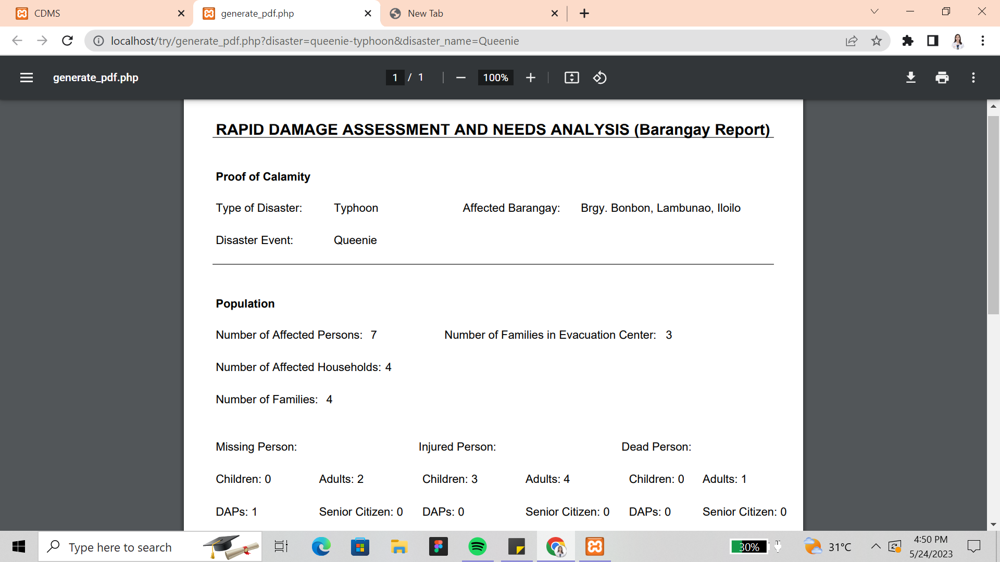 CDMS
generate_pdf.php
New Tab
localhost/try/generate_pdf.php?disaster=queenie-typhoon&disaster_name=Queenie
generate_pdf.php
1 / 1
100%
RAPID DAMAGE ASSESSMENT AND NEEDS ANALYSIS (Barangay Report)
Proof of Calamity
Type of Disaster: Typhoon Affected Barangay: Brgy. Bonbon, Lambunao, Iloilo
Disaster Event: Queenie
Population
Number of Affected Persons: 7 Number of Families in Evacuation Center: 3
Number of Affected Households: 4
Number of Families: 4
Missing Person: Injured Person: Dead Person:
Children: 0 Adults: 2 Children: 3 Adults: 4 Children: 0 Adults: 1
DAPs: 1 Senior Citizen: 0 DAPs: 0 Senior Citizen: 0 DAPs: 0 Senior Citizen: 0
Type here to search
30%
31°C
4:50 PM
5/24/2023